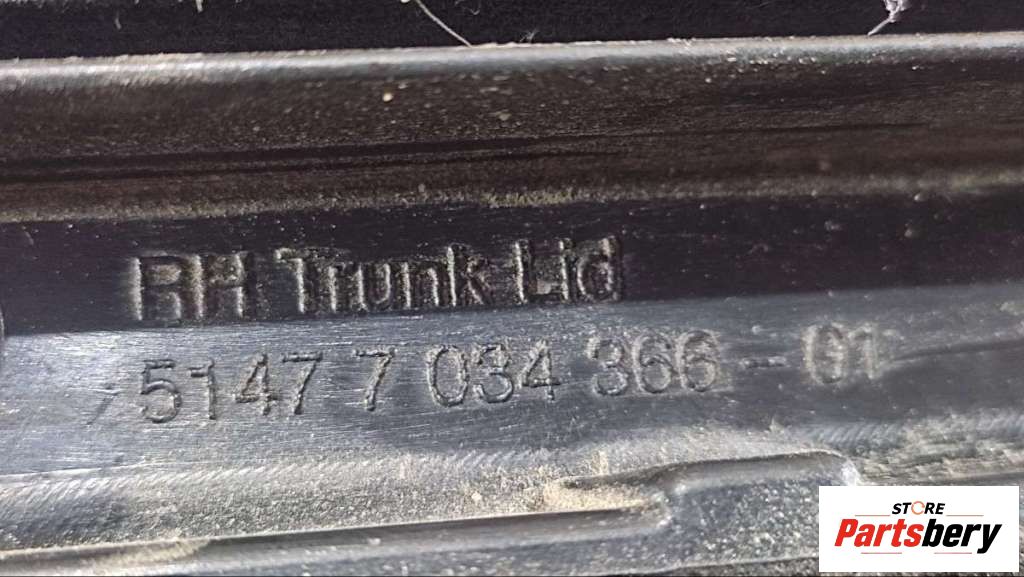 RH Trunk Lid
5147 7 034 366-01
STORE
Partsbery